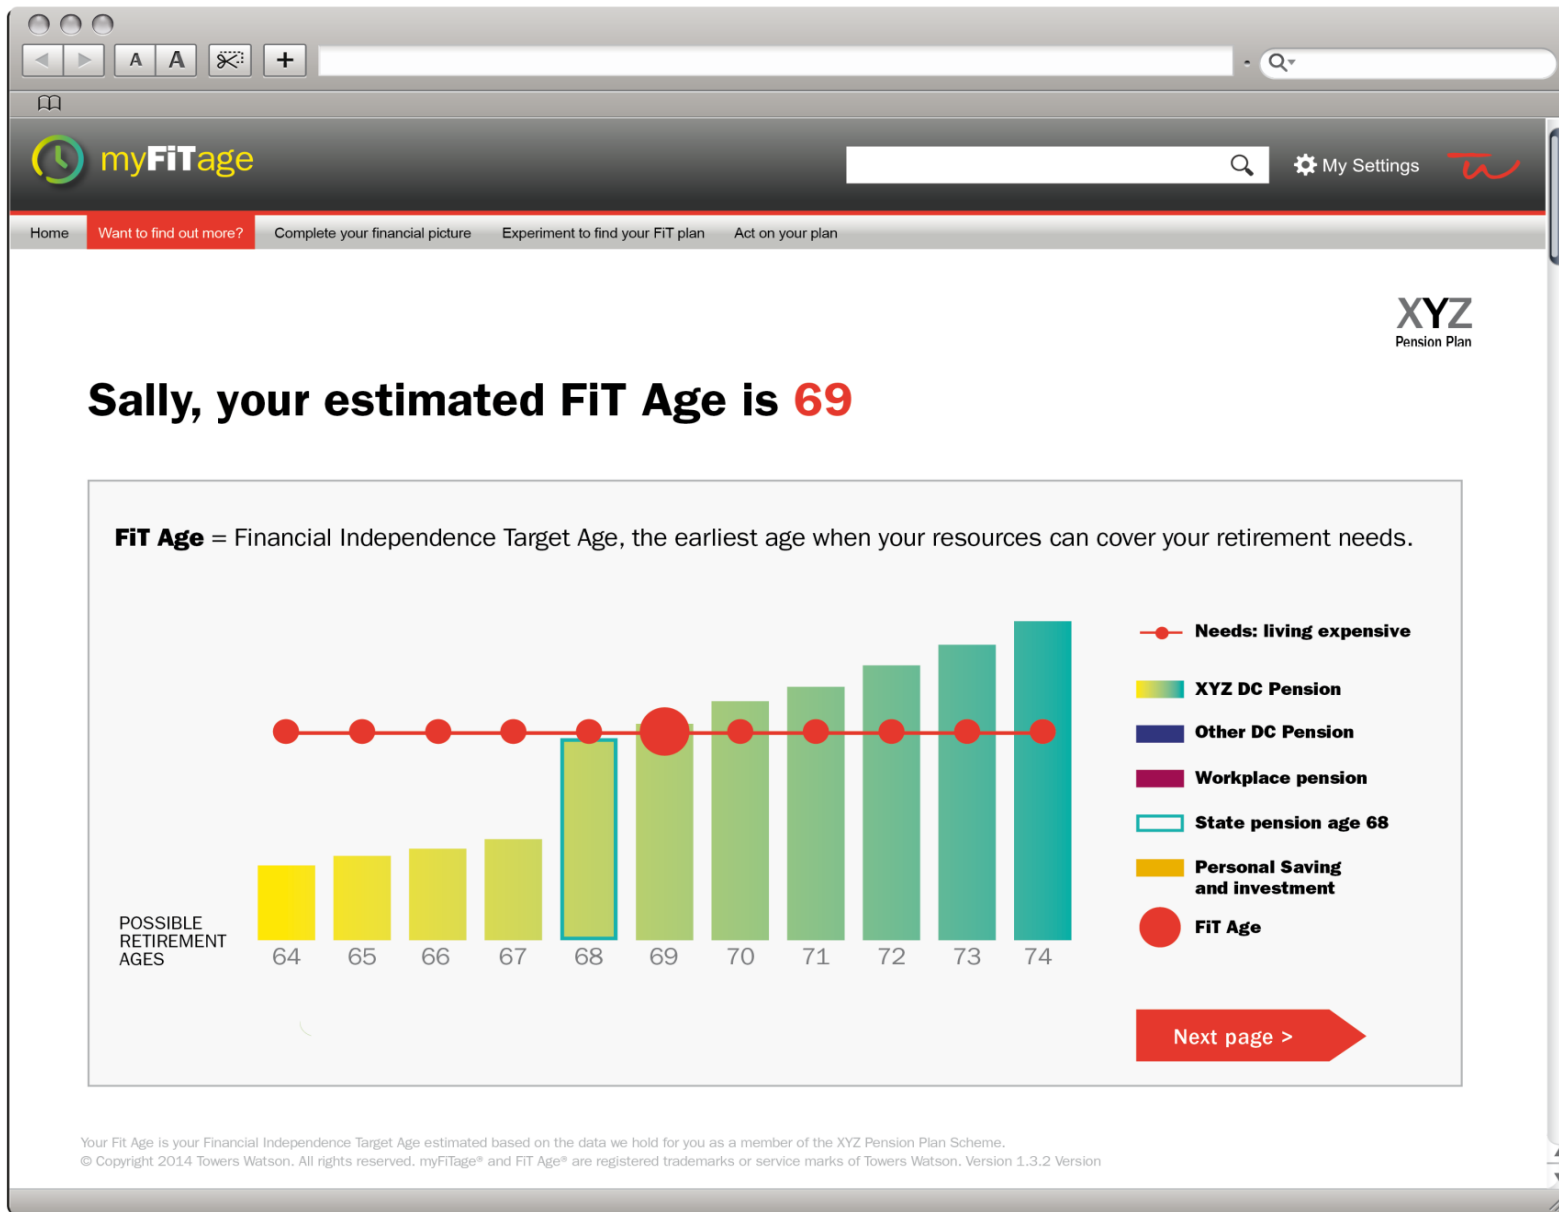 A A +
myFiTage
My Settings
Home Want to find out more? Complete your financial picture Experiment to find your FiT plan Act on your plan
XYZ
Pension Plan
Sally, your estimated FiT Age is 69
FiT Age = Financial Independence Target Age, the earliest age when your resources can cover your retirement needs.
Needs: living expensive
XYZ DC Pension
Other DC Pension
Workplace pension
State pension age 68
Personal Saving
and investment
FiT Age
POSSIBLE
RETIREMENT
AGES
64 65 66 67 68 69 70 71 72 73 74
Next page >
Your Fit Age is your Financial Independence Target Age estimated based on the data we hold for you as a member of the XYZ Pension Plan Scheme.
© Copyright 2014 Towers Watson. All rights reserved. myFiTage® and FiT Age® are registered trademarks or service marks of Towers Watson. Version 1.3.2 Version